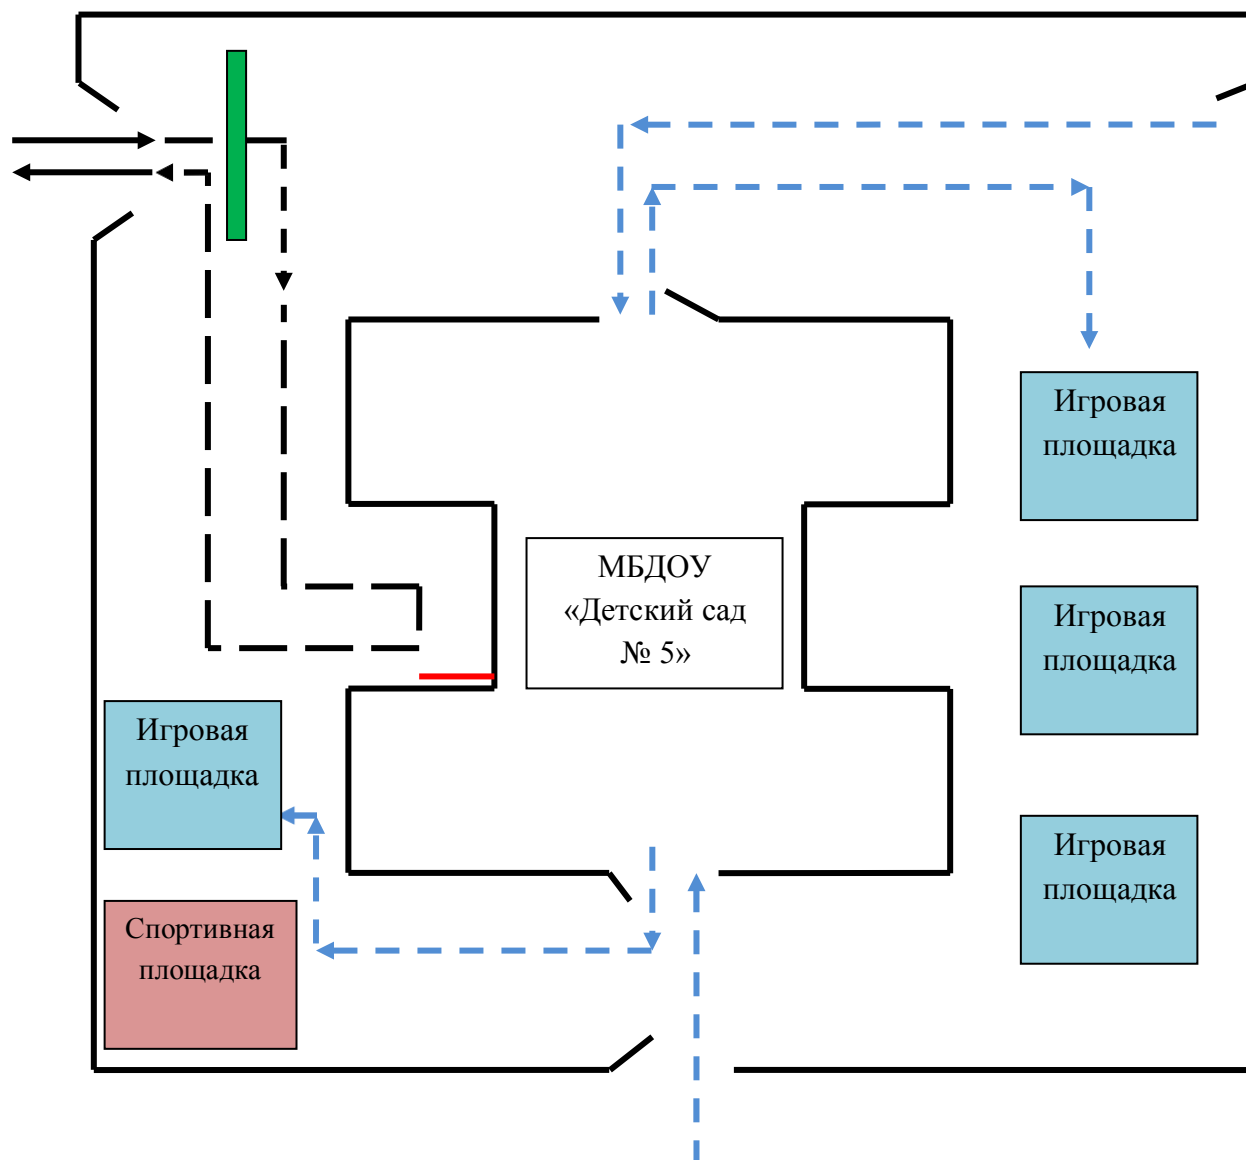 Игровая
площадка
МБДОУ
«Детский сад
№ 5»
Игровая
площадка
Игровая
площадка
Игровая
площадка
Спортивная
площадка